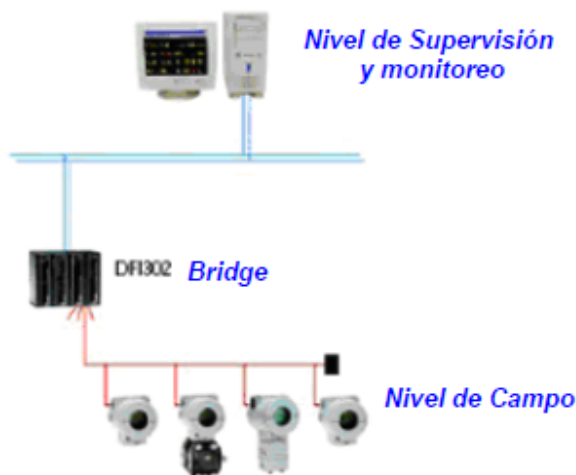 Nivel de Supervisión
y monitoreo
DFI302 Bridge
Nivel de Campo